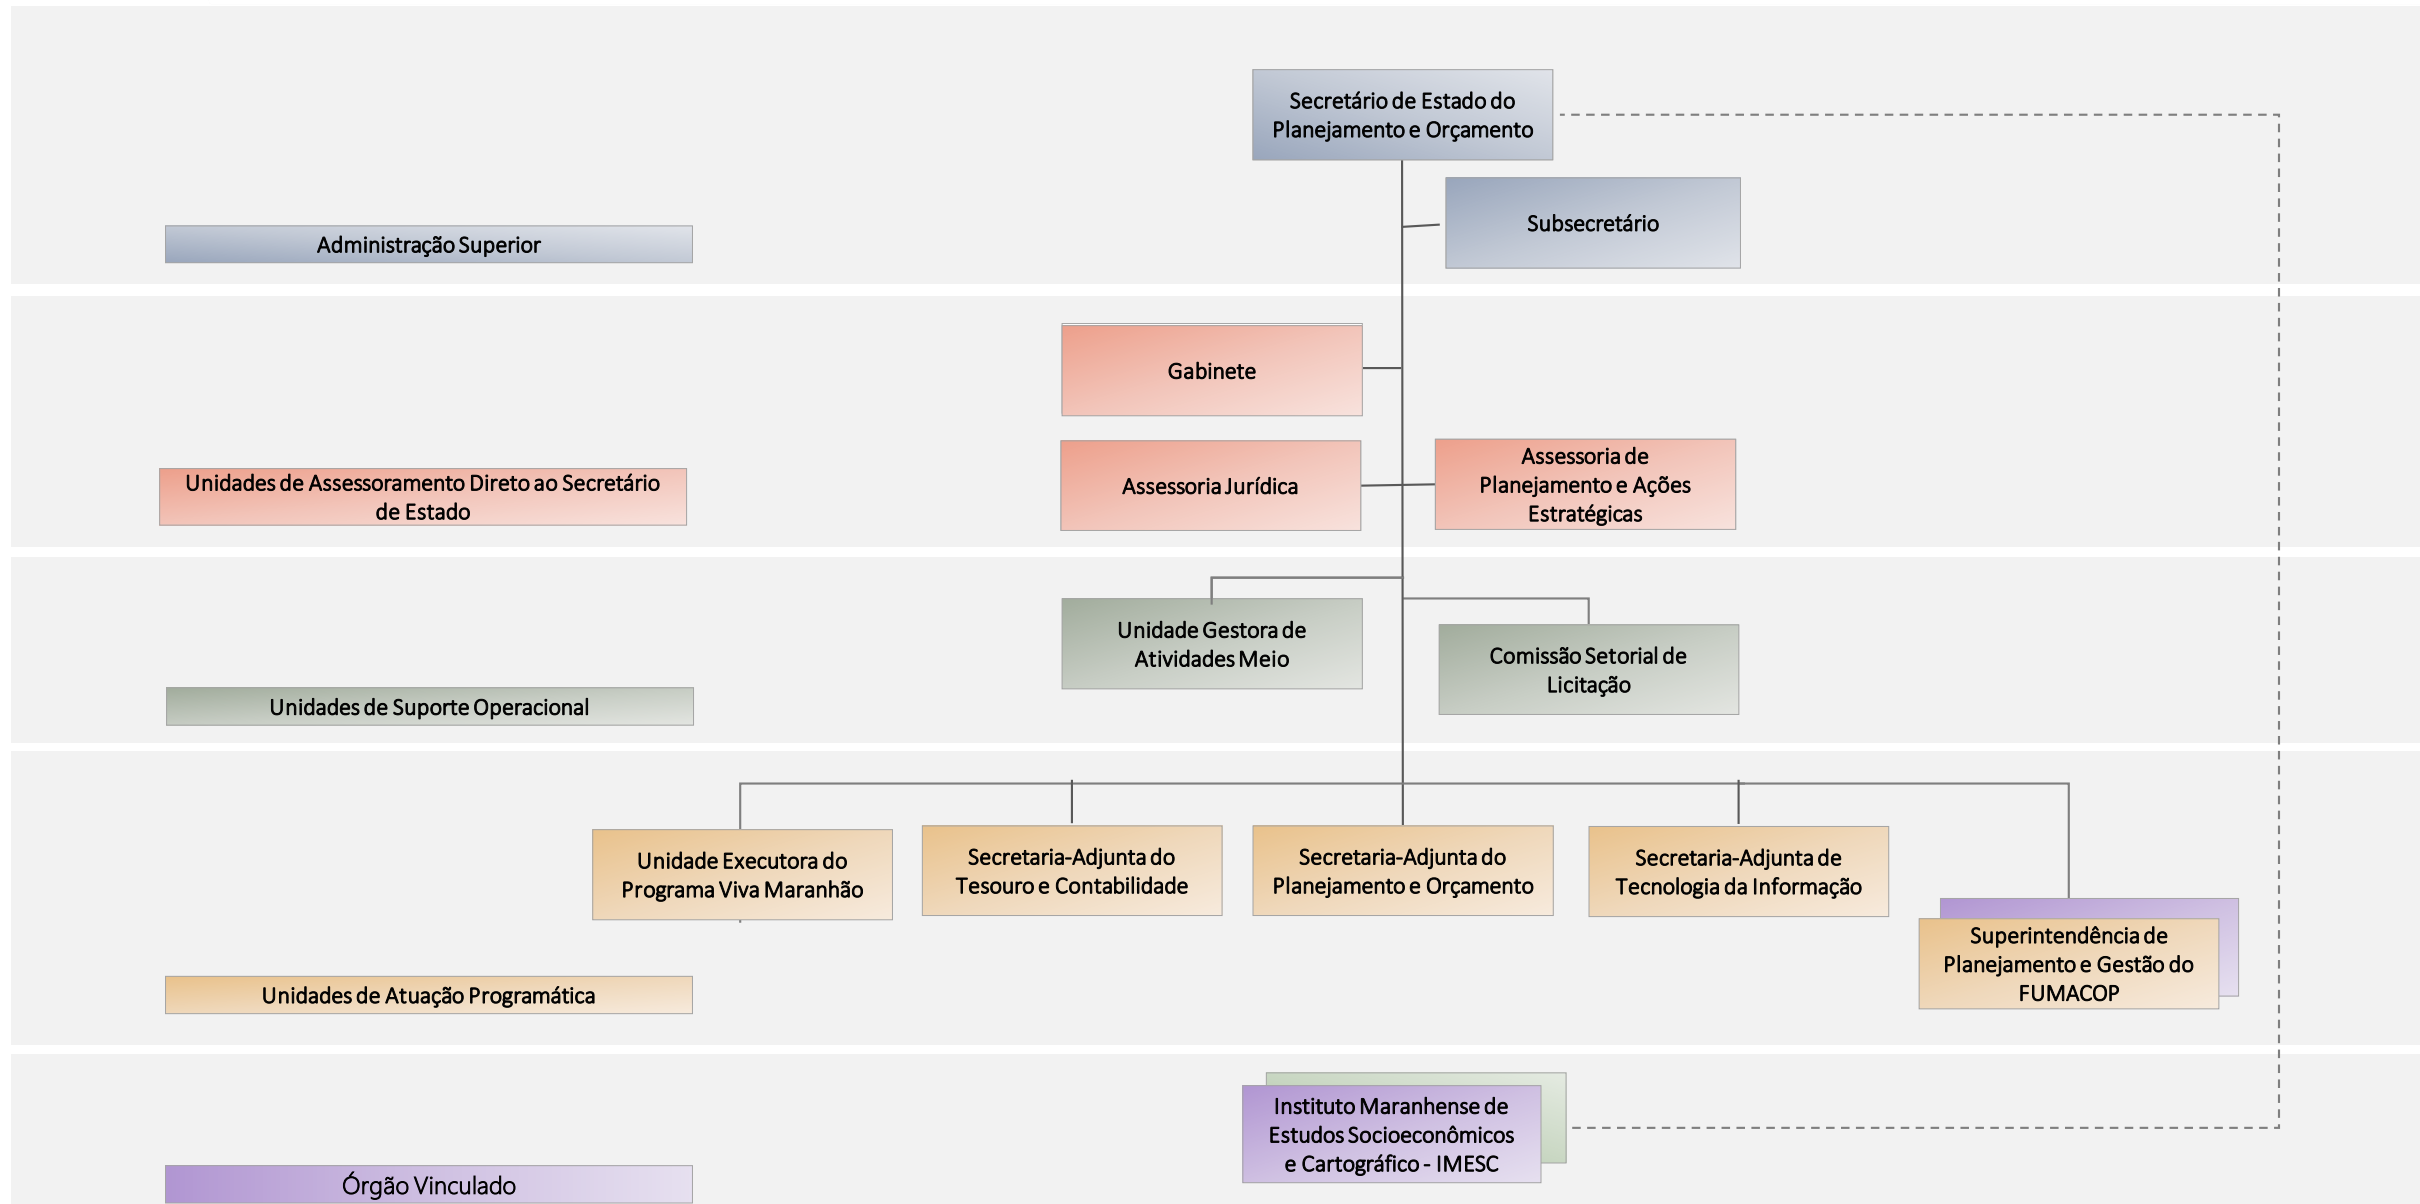 Secretário de Estado do
Planejamento e Orçamento
Subsecretário
Administração Superior
Gabinete
Assessoria Jurídica
Assessoria de
Planejamento e Ações
Estratégicas
Unidades de Assessoramento Direto ao Secretário
de Estado
Unidade Gestora de
Atividades Meio
Comissão Setorial de
Licitação
Unidades de Suporte Operacional
Unidade Executora do
Programa Viva Maranhão
Secretaria-Adjunta do
Tesouro e Contabilidade
Secretaria-Adjunta do
Planejamento e Orçamento
Secretaria-Adjunta de
Tecnologia da Informação
Superintendência de
Planejamento e Gestão do
FUMACOP
Unidades de Atuação Programática
Instituto Maranhense de
Estudos Socioeconômicos
e Cartográfico - IMESC
Órgão Vinculado